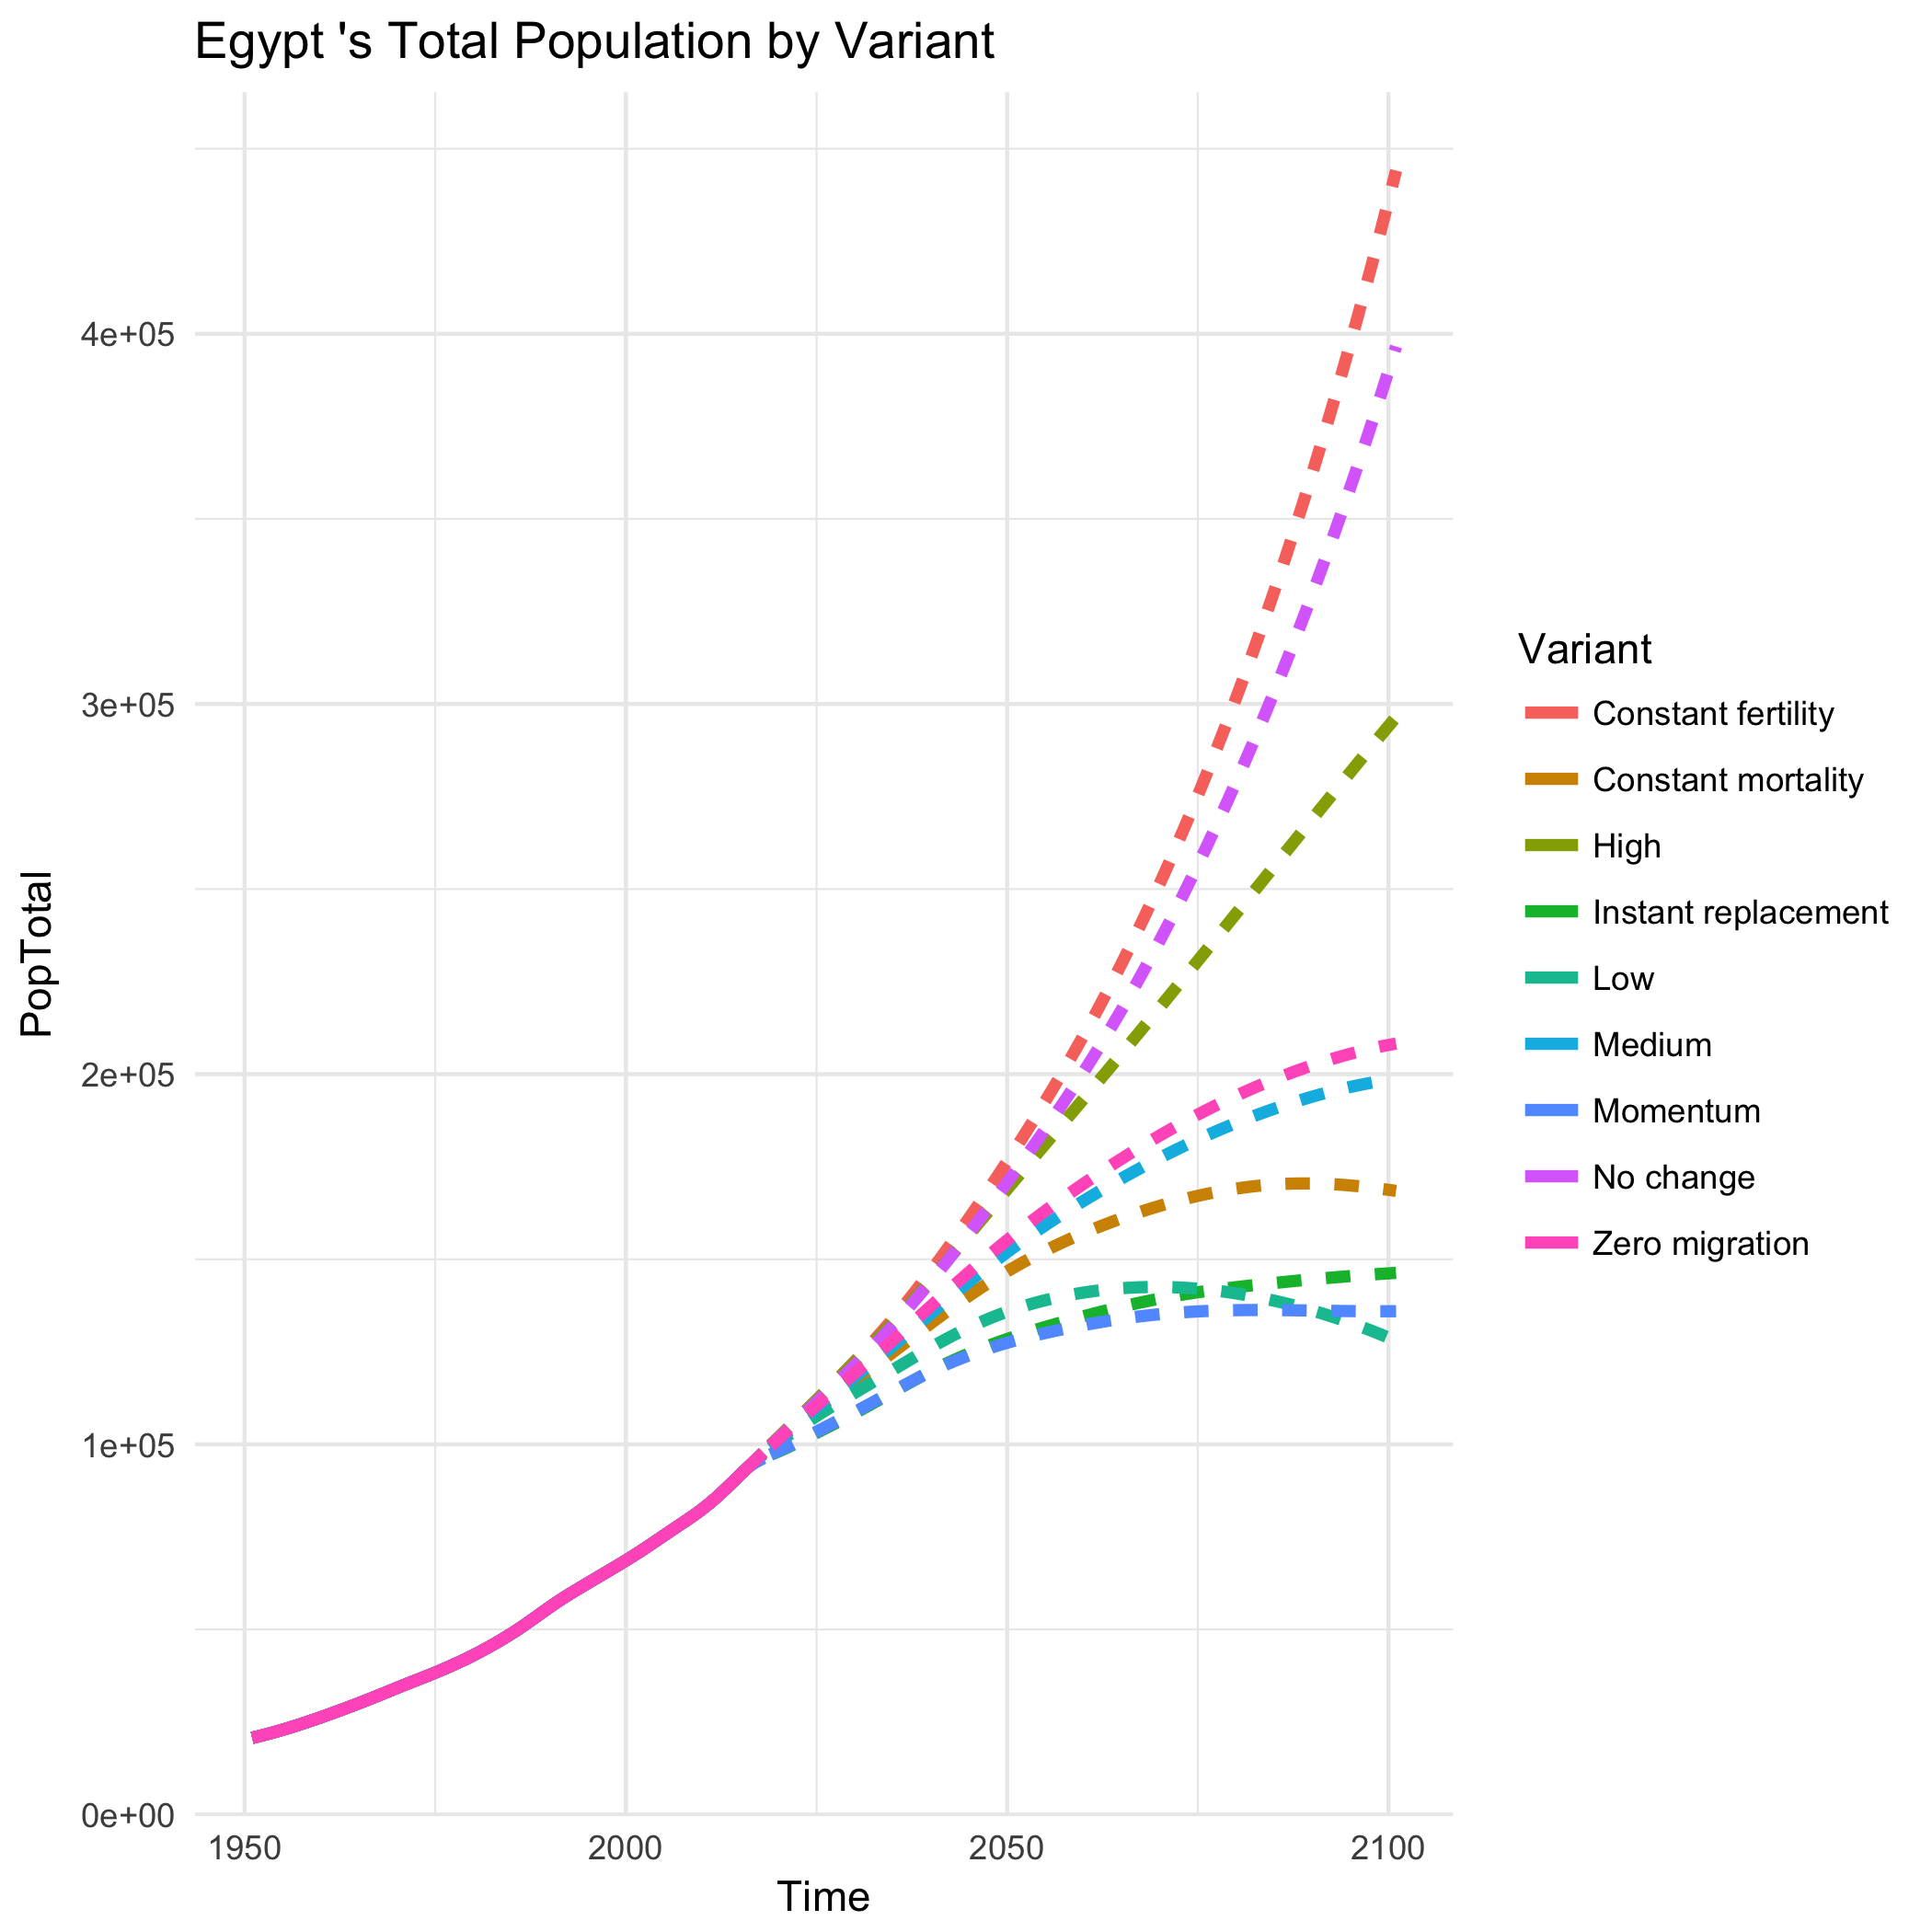 Egypt 's Total Population by Variant
PopTotal
4e+05
3e+05
2e+05
1e+05
0e+00
1950
2000
2050
2100
Time
Variant
Constant fertility
Constant mortality
High
Instant replacement
Low
Medium
Momentum
No change
Zero migration